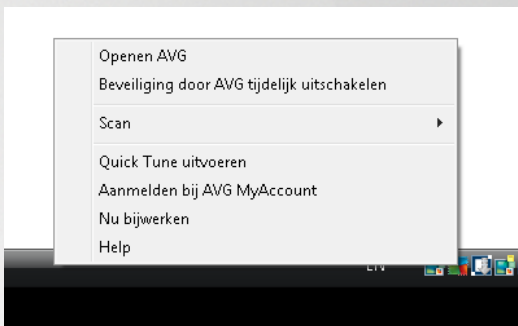 Openen AVG
Beveiliging door AVG tijdelijk uitschakelen
Scan
Quick Tune uitvoeren
Aanmelden bij AVG MyAccount
Nu bijwerken
Help